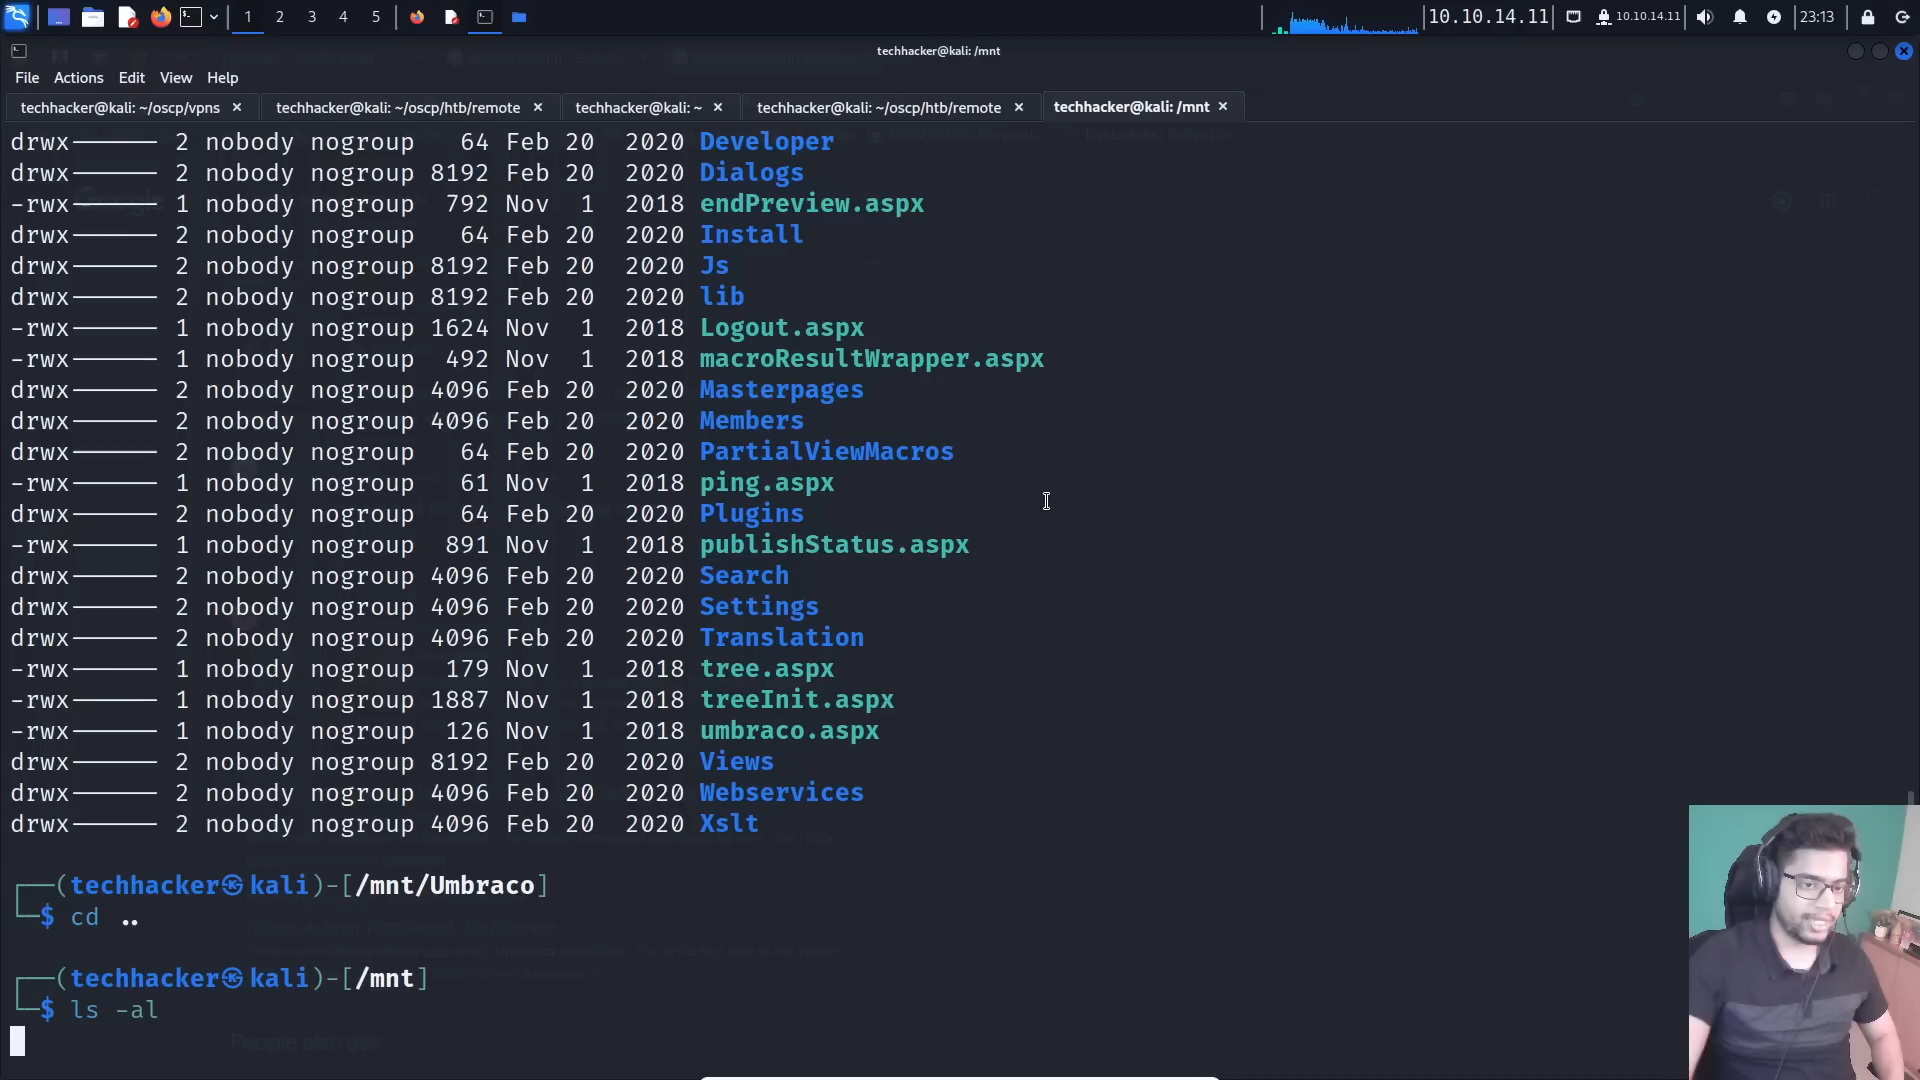 1 2 3 4 5 10.10.14.11 10.10.14.11 23:13
techhacker@kali: /mnt
File Actions Edit View Help
techhacker@kali: ~/oscp/vpns techhacker@kali: ~/oscp/htb/remote techhacker@kali: ~ techhacker@kali: ~/oscp/htb/remote techhacker@kali: /mnt
drwx------ 2 nobody nogroup 64 Feb 20 2020 Developer
drwx------ 2 nobody nogroup 8192 Feb 20 2020 Dialogs
-rwx------ 1 nobody nogroup 792 Nov 1 2018 endPreview.aspx
drwx------ 2 nobody nogroup 64 Feb 20 2020 Install
drwx------ 2 nobody nogroup 8192 Feb 20 2020 Js
drwx------ 2 nobody nogroup 8192 Feb 20 2020 lib
-rwx------ 1 nobody nogroup 1624 Nov 1 2018 Logout.aspx
-rwx------ 1 nobody nogroup 492 Nov 1 2018 macroResultWrapper.aspx
drwx------ 2 nobody nogroup 4096 Feb 20 2020 Masterpages
drwx------ 2 nobody nogroup 4096 Feb 20 2020 Members
drwx------ 2 nobody nogroup 64 Feb 20 2020 PartialViewMacros
-rwx------ 1 nobody nogroup 61 Nov 1 2018 ping.aspx
drwx------ 2 nobody nogroup 64 Feb 20 2020 Plugins
-rwx------ 1 nobody nogroup 891 Nov 1 2018 publishStatus.aspx
drwx------ 2 nobody nogroup 4096 Feb 20 2020 Search
drwx------ 2 nobody nogroup 4096 Feb 20 2020 Settings
drwx------ 2 nobody nogroup 4096 Feb 20 2020 Translation
-rwx------ 1 nobody nogroup 179 Nov 1 2018 tree.aspx
-rwx------ 1 nobody nogroup 1887 Nov 1 2018 treeInit.aspx
-rwx------ 1 nobody nogroup 126 Nov 1 2018 umbraco.aspx
drwx------ 2 nobody nogroup 8192 Feb 20 2020 Views
drwx------ 2 nobody nogroup 4096 Feb 20 2020 Webservices
drwx------ 2 nobody nogroup 4096 Feb 20 2020 Xslt
┌──(techhacker㉿kali)-[/mnt/Umbraco]
└─$ cd ..
┌──(techhacker㉿kali)-[/mnt]
└─$ ls -al
People also ask